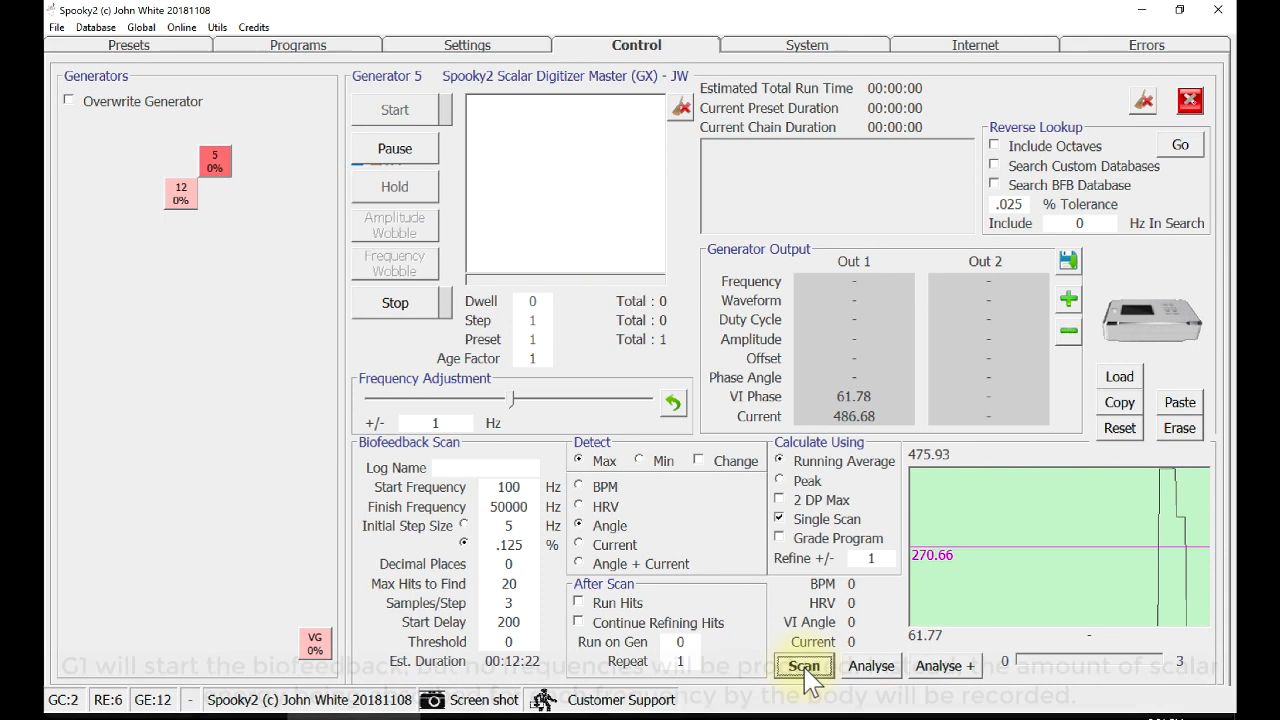 Spooky2 (c) John White 20181108
File Database Global Online Utils Credits
Presets Programs Settings Control System Internet Errors
Generators
Overwrite Generator
5
0%
12
0%
VG
0%
Generator 5 Spooky2 Scalar Digitizer Master (GX) - JW
Start
Pause
Hold
Amplitude
Wobble
Frequency
Wobble
Stop
Dwell 0 Total : 0
Step 1 Total : 0
Preset 1 Total : 1
Age Factor 1
Frequency Adjustment
+/- 1 Hz
Estimated Total Run Time 00:00:00
Current Preset Duration 00:00:00
Current Chain Duration 00:00:00
Reverse Lookup
Include Octaves Go
Search Custom Databases
Search BFB Database
.025 % Tolerance
Include 0 Hz In Search
Generator Output
Out 1 Out 2
Frequency - -
Waveform - -
Duty Cycle - -
Amplitude - -
Offset - -
Phase Angle - -
VI Phase 61.78 -
Current 486.68 -
Load
Copy Paste
Reset Erase
Biofeedback Scan
Log Name
Start Frequency 100 Hz
Finish Frequency 50000 Hz
Initial Step Size 5 Hz
.125 %
Decimal Places 0
Max Hits to Find 20
Samples/Step 3
Start Delay 200
Threshold 0
Est. Duration 00:12:22
Detect
Max Min Change
BPM
HRV
Angle
Current
Angle + Current
After Scan
Run Hits
Continue Refining Hits
Run on Gen 0
Repeat 1
Calculate Using
Running Average
Peak
2 DP Max
Single Scan
Grade Program
Refine +/- 1
BPM 0
HRV 0
VI Angle 0
Current 0
Scan Analyse Analyse +
475.93
270.66
61.77 -
0 3
GC:2 RE:6 GE:12 - Spooky2 (c) John White 20181108 Screen shot Customer Support